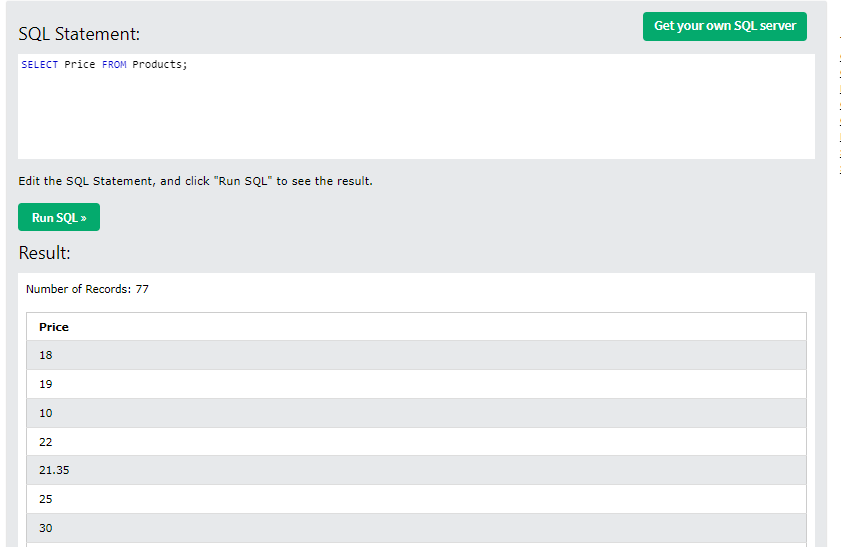 Get your own SQL server
SQL Statement:
SELECT Price FROM Products;
Edit the SQL Statement, and click "Run SQL" to see the result.
Run SQL »
Result:
Number of Records: 77
Price
18
19
10
22
21.35
25
30